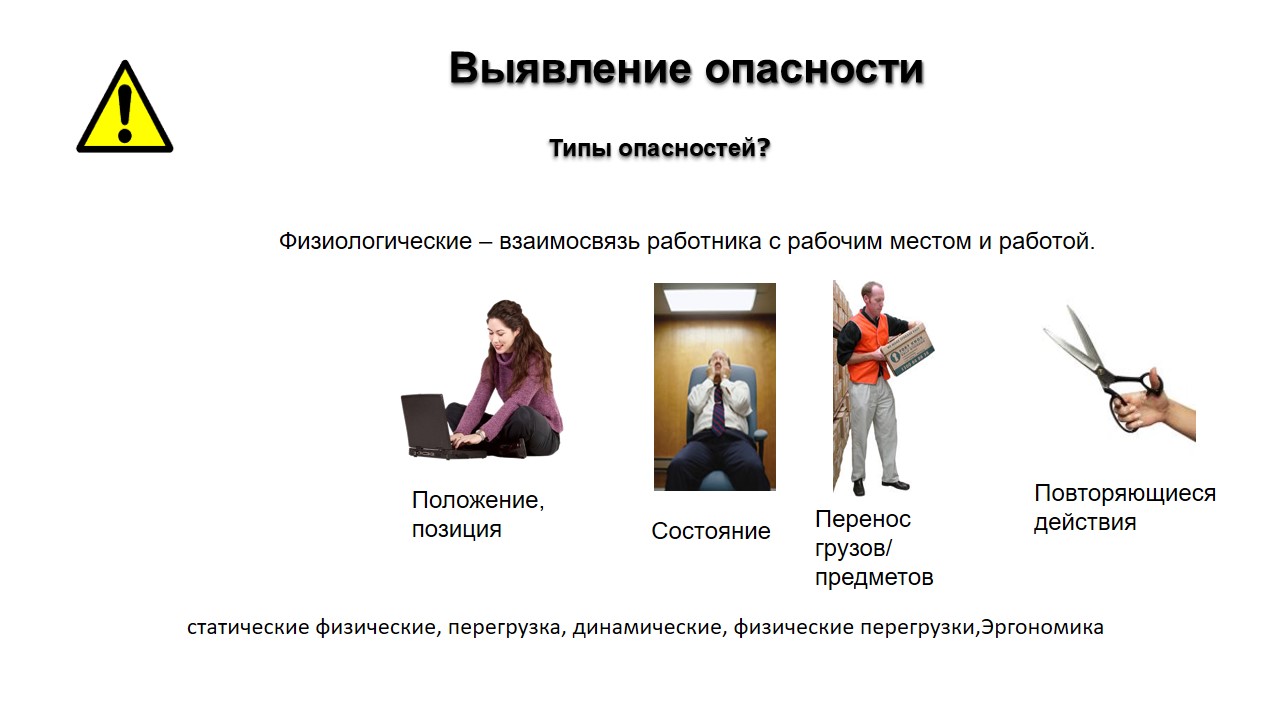 Выявление опасности
Типы опасностей?
Физиологические – взаимосвязь работника с рабочим местом и работой.
Положение,
позиция
Состояние
Перенос
грузов/
предметов
Повторяющиеся
действия
статические физические, перегрузка, динамические, физические перегрузки,Эргономика